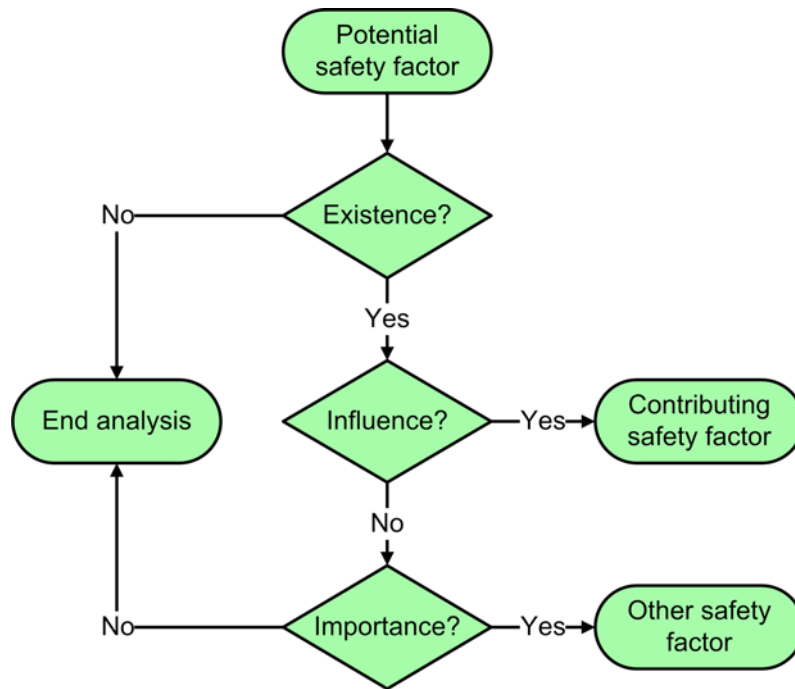 Potential
safety factor
Existence?
No
Yes
End analysis
Influence?
Yes
Contributing
safety factor
No
Importance?
No
Yes
Other safety
factor